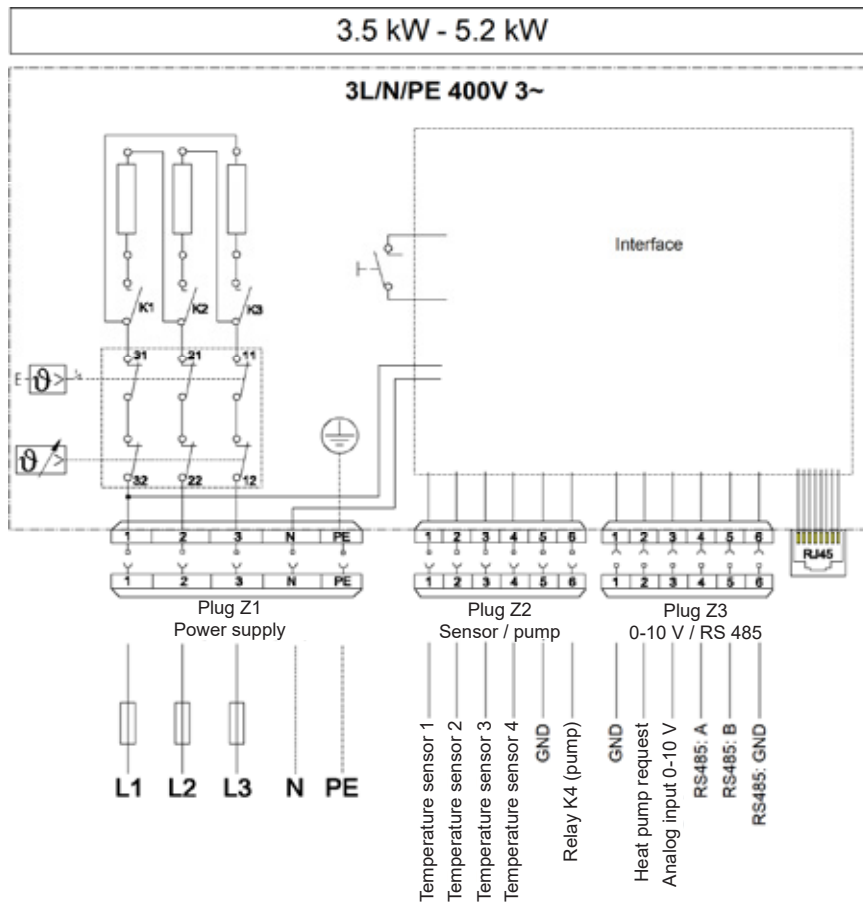 3.5 kW - 5.2 kW
3L/N/PE 400V 3~
Interface
K1 K2 K3
31 21 11
ϑ
ϑ
32 22 12
1 2 3 N PE
1 2 3 4 5 6
1 2 3 4 5 6
RJ45
1 2 3 N PE
1 2 3 4 5 6
1 2 3 4 5 6
Plug Z1
Power supply
Plug Z2
Sensor / pump
Plug Z3
0-10 V / RS 485
L1 L2 L3 N PE
Temperature sensor 1
Temperature sensor 2
Temperature sensor 3
Temperature sensor 4
GND
Relay K4 (pump)
GND
Heat pump request
Analog input 0-10 V
RS485: A
RS485: B
RS485: GND